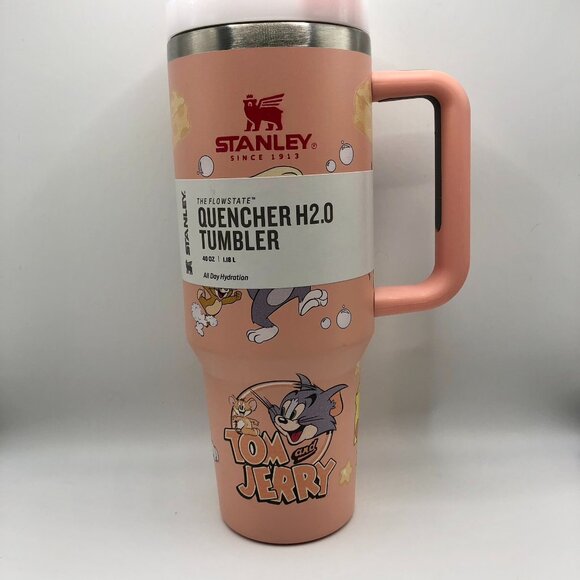 STANLEY®
SINCE 1913
STANLEY
THE FLOWSTATE™
QUENCHER H2.0
TUMBLER
40 OZ | 1.18 L
All Day Hydration
TOM and
JERRY